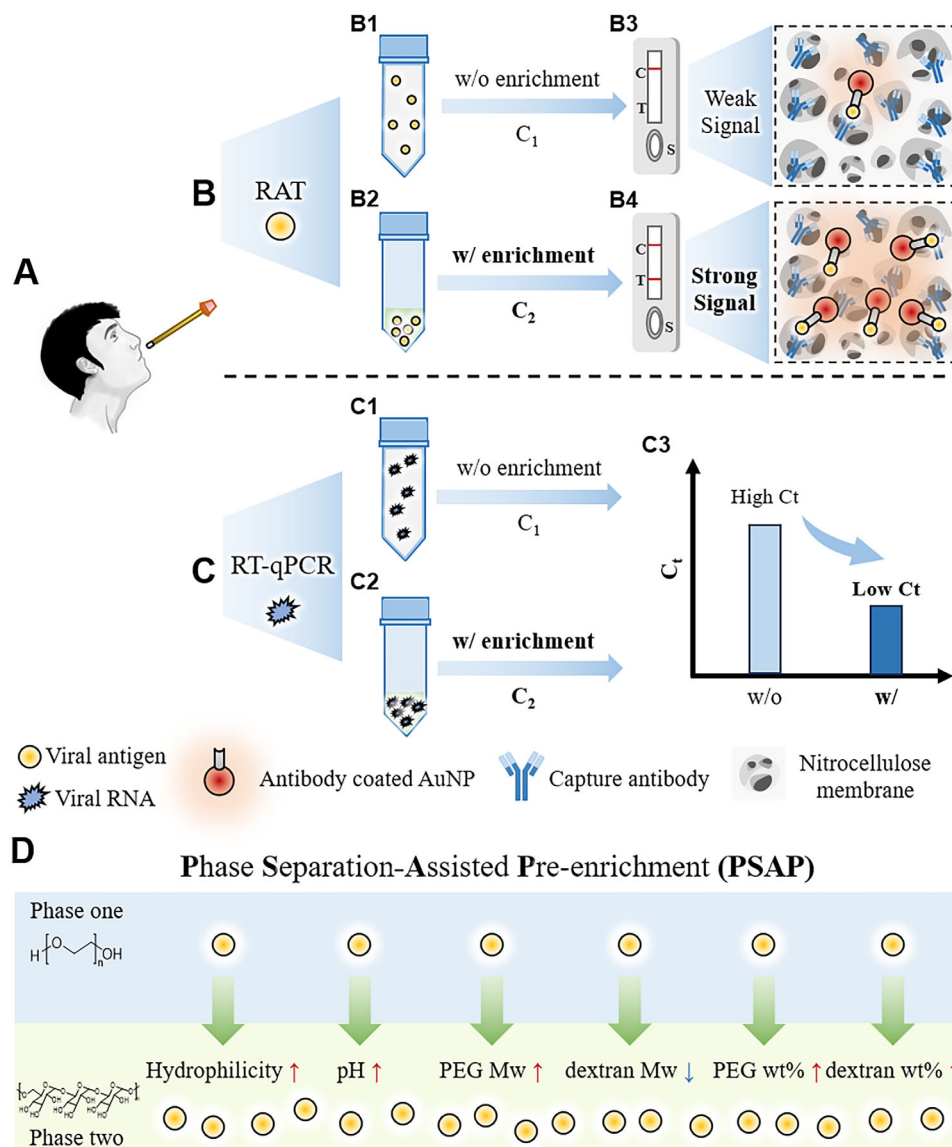 A
B
RAT
B1
w/o enrichment
C1
B2
w/ enrichment
C2
B3
C
T
S
Weak
Signal
B4
C
T
S
Strong
Signal
C
RT-qPCR
C1
w/o enrichment
C1
C2
w/ enrichment
C2
C3
Ct
High Ct
Low Ct
w/o
w/
Viral antigen
Viral RNA
Antibody coated AuNP
Capture antibody
Nitrocellulose
membrane
D
Phase Separation-Assisted Pre-enrichment (PSAP)
Phase one
H O OH
n
Hydrophilicity ↑ pH ↑ PEG Mw ↑ dextran Mw ↓ PEG wt% ↑ dextran wt% ↑
Phase two